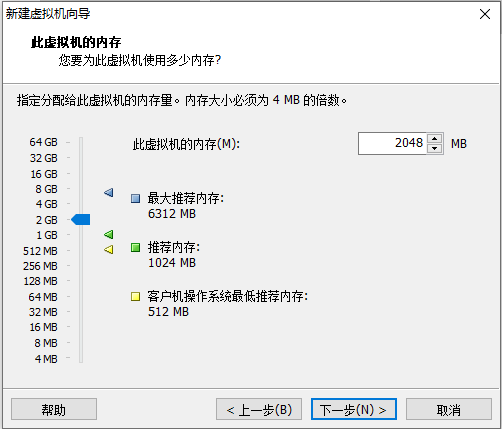 新建虚拟机向导
此虚拟机的内存
您要为此虚拟机使用多少内存?
指定分配给此虚拟机的内存量。内存大小必须为 4 MB 的倍数。
64 GB
32 GB
16 GB
8 GB
4 GB
2 GB
1 GB
512 MB
256 MB
128 MB
64 MB
32 MB
16 MB
8 MB
4 MB
此虚拟机的内存(M):
2048 MB
最大推荐内存:
6312 MB
推荐内存:
1024 MB
客户机操作系统最低推荐内存:
512 MB
帮助
< 上一步(B)
下一步(N) >
取消